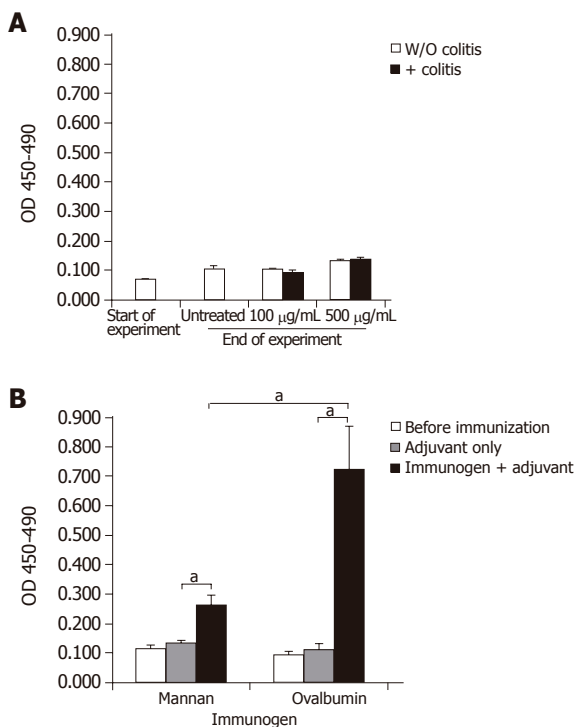 A
0.900
0.800
0.700
0.600
0.500
0.400
0.300
0.200
0.100
0.000
OD 450-490
W/O colitis
+ colitis
Start of
experiment
Untreated 100 μg/mL 500 μg/mL
End of experiment
B
0.900
0.800
0.700
0.600
0.500
0.400
0.300
0.200
0.100
0.000
OD 450-490
a
a
a
Before immunization
Adjuvant only
Immunogen + adjuvant
Mannan Ovalbumin
Immunogen